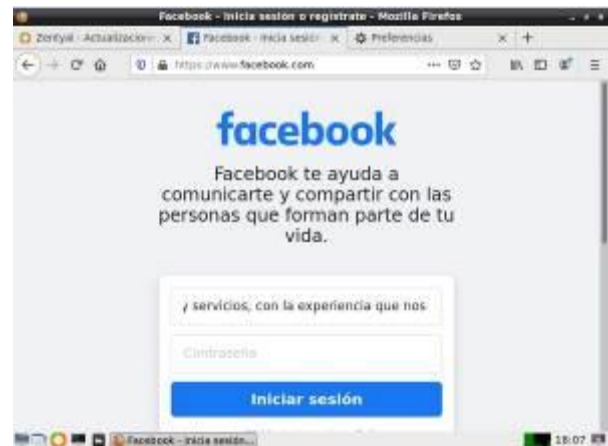 Facebook - Inicia sesión o regístrate - Mozilla Firefox
Zentyal - Actualizacion
Facebook - Inicia sesió
Preferencias
https://www.facebook.com
facebook
Facebook te ayuda a
comunicarte y compartir con las
personas que forman parte de tu
vida.
y servicios, con la experiencia que nos
Contraseña
Iniciar sesión
Facebook - Inicia sesión...
18:07